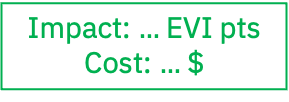 Impact: ... EVI pts
Cost: ... $